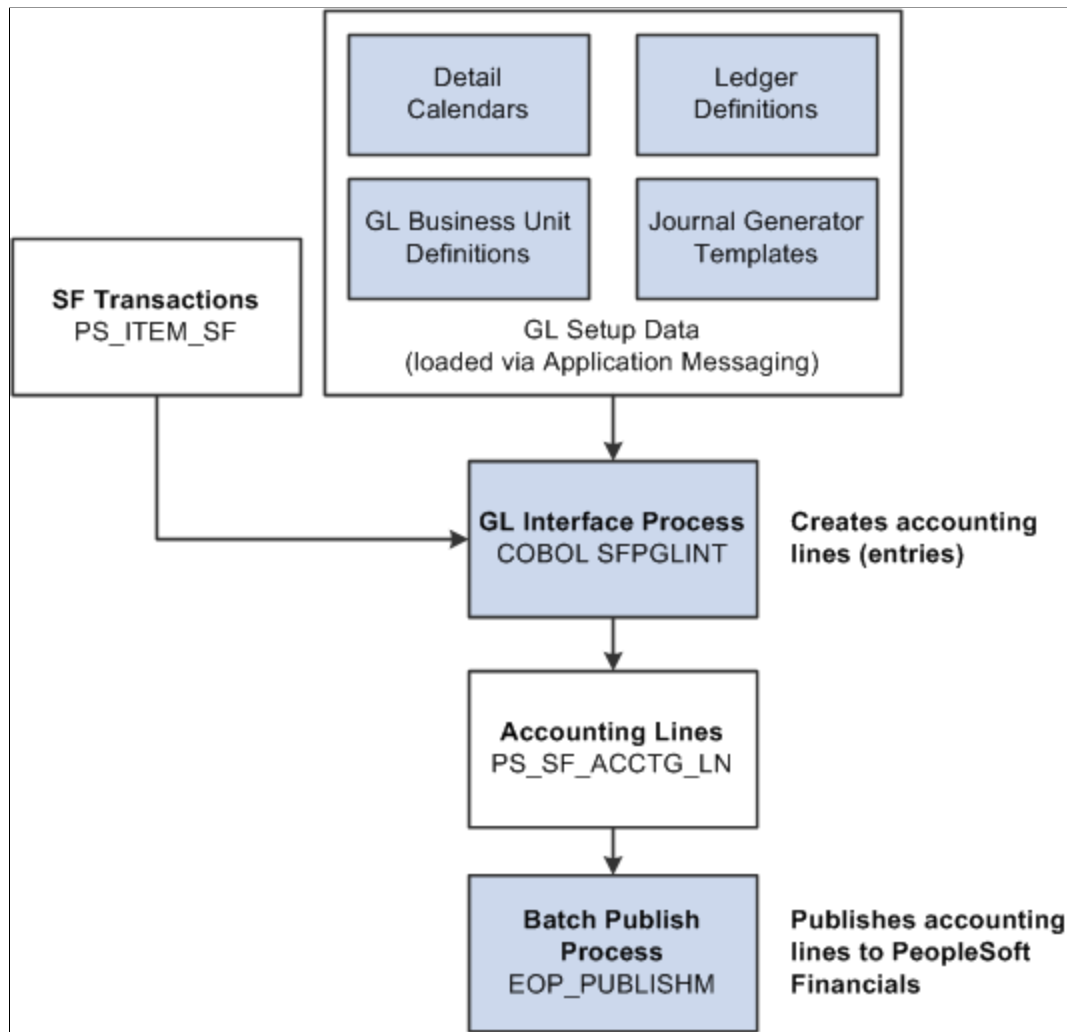 Detail
Calendars
Ledger
Definitions
GL Business Unit
Definitions
Journal Generator
Templates
GL Setup Data
(loaded via Application Messaging)
SF Transactions
PS_ITEM_SF
GL Interface Process
COBOL SFPGLINT
Creates accounting
lines (entries)
Accounting Lines
PS_SF_ACCTG_LN
Batch Publish
Process
EOP_PUBLISHM
Publishes accounting
lines to PeopleSoft
Financials